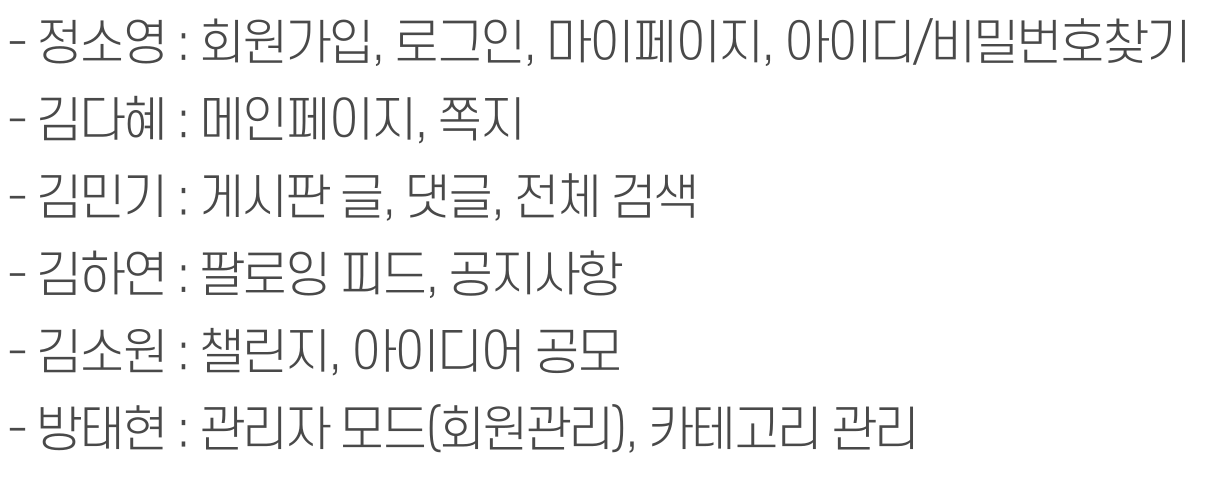 - 정소영 : 회원가입, 로그인, 마이페이지, 아이디/비밀번호찾기
- 김다혜 : 메인페이지, 쪽지
- 김민기 : 게시판 글, 댓글, 전체 검색
- 김하연 : 팔로잉 피드, 공지사항
- 김소원 : 챌린지, 아이디어 공모
- 방태현 : 관리자 모드(회원관리), 카테고리 관리